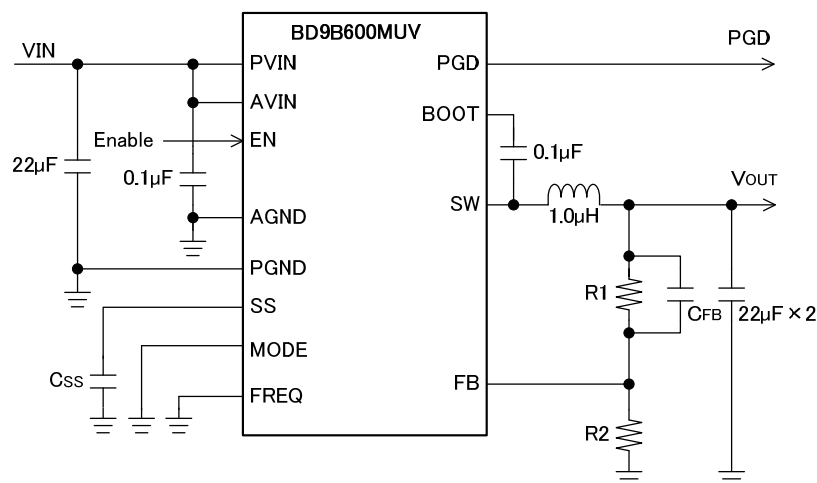 BD9B600MUV
VIN
PVIN
PGD
PGD
AVIN
BOOT
Enable
EN
22µF
0.1µF
0.1µF
AGND
SW
1.0µH
VOUT
PGND
SS
R1
CFB
22µF×2
MODE
CSS
FB
FREQ
R2